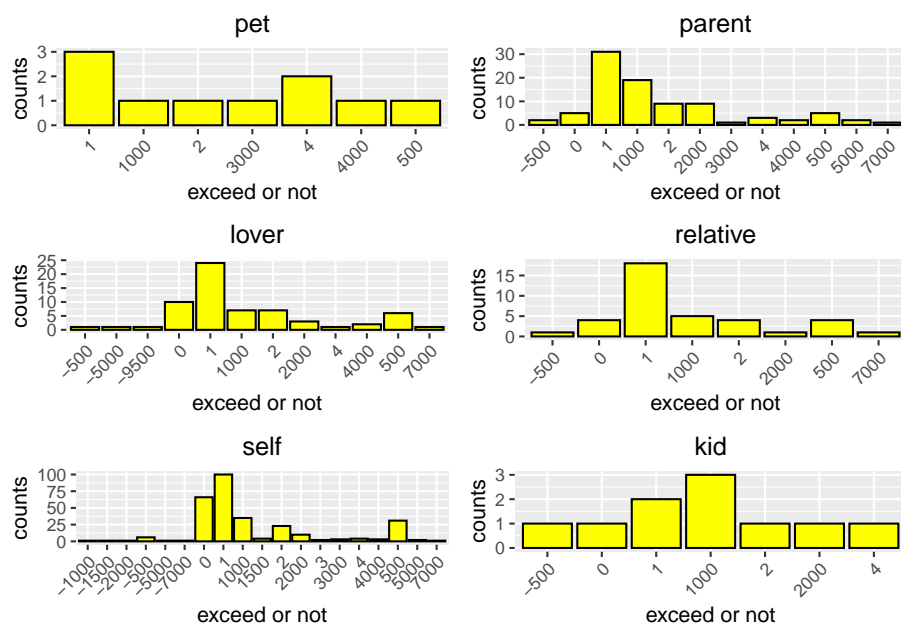 pet
counts
3
2
1
0
1 1000 2 3000 4 4000 500
exceed or not
parent
counts
30
20
10
0
−500 0 1 1000 2 2000 3000 4 4000 500 5000 7000
exceed or not
lover
counts
25
20
15
10
5
0
−500 −5000 −9500 0 1 1000 2 2000 4 4000 500 7000
exceed or not
relative
counts
15
10
5
0
−500 0 1 1000 2 2000 500 7000
exceed or not
self
counts
100
75
50
25
0
−1000 −1500 −2000 −500 −5000 −7000 0 1 1000 1500 2 2000 3 3000 4 4000 500 5000 7000
exceed or not
kid
counts
3
2
1
0
−500 0 1 1000 2 2000 4
exceed or not